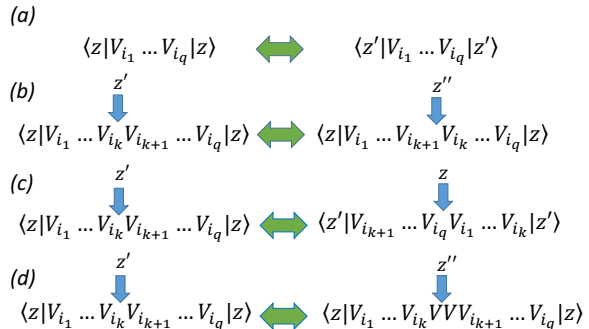 (a)
⟨z|V_{i_1} … V_{i_q}|z⟩ ⟨z′|V_{i_1} … V_{i_q}|z′⟩
(b)
z′ z′′
⟨z|V_{i_1} … V_{i_k}V_{i_{k+1}} … V_{i_q}|z⟩ ⟨z|V_{i_1} … V_{i_{k+1}}V_{i_k} … V_{i_q}|z⟩
(c)
z′ z
⟨z|V_{i_1} … V_{i_k}V_{i_{k+1}} … V_{i_q}|z⟩ ⟨z′|V_{i_{k+1}} … V_{i_q}V_{i_1} … V_{i_k}|z′⟩
(d)
z′ z′′
⟨z|V_{i_1} … V_{i_k}V_{i_{k+1}} … V_{i_q}|z⟩ ⟨z|V_{i_1} … V_{i_k}VVV_{i_{k+1}} … V_{i_q}|z⟩